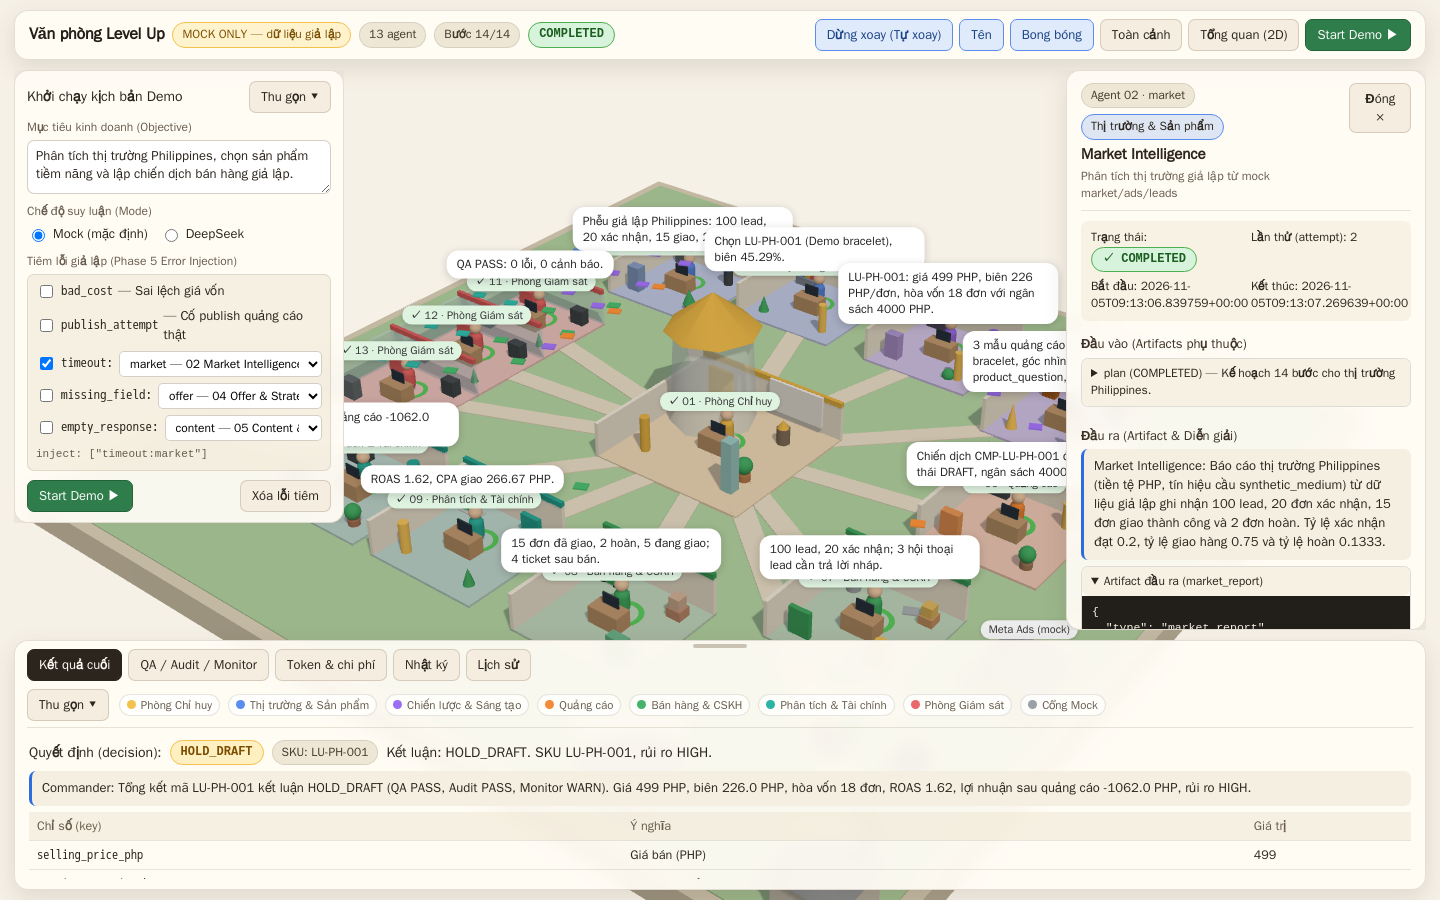 Văn phòng Level Up
MOCK ONLY — dữ liệu giả lập
13 agent
Bước 14/14
COMPLETED
Dừng xoay (Tự xoay)
Tên
Bong bóng
Toàn cảnh
Tổng quan (2D)
Start Demo ▶
Khởi chạy kịch bản Demo
Thu gọn ▼
Mục tiêu kinh doanh (Objective)
Phân tích thị trường Philippines, chọn sản phẩm
tiềm năng và lập chiến dịch bán hàng giả lập.
Chế độ suy luận (Mode)
Mock (mặc định)
DeepSeek
Tiêm lỗi giả lập (Phase 5 Error Injection)
bad_cost — Sai lệch giá vốn
publish_attempt — Cố publish quảng cáo
thật
timeout: market — 02 Market Intelligence
missing_field: offer — 04 Offer & Strate
empty_response: content — 05 Content &
inject: ["timeout:market"]
Start Demo ▶
Xóa lỗi tiêm
Phễu giả lập Philippines: 100 lead,
20 xác nhận, 15 giao,
Chọn LU-PH-001 (Demo bracelet),
biên 45.29%.
QA PASS: 0 lỗi, 0 cảnh báo.
✓ 11 · Phòng Giám sát
LU-PH-001: giá 499 PHP, biên 226
PHP/đơn, hòa vốn 18 đơn với ngân
sách 4000 PHP.
✓ 12 · Phòng Giám sát
✓ 13 · Phòng Giám sát
3 mẫu quảng cáo
bracelet, góc nhìn
product_question,
✓ 01 · Phòng Chỉ huy
ảng cáo -1062.0
Chiến dịch CMP-LU-PH-001
thái DRAFT, ngân sách 4000
ROAS 1.62, CPA giao 266.67 PHP.
✓ 09 · Phân tích & Tài chính
15 đơn đã giao, 2 hoàn, 5 đang giao;
4 ticket sau bán.
100 lead, 20 xác nhận; 3 hội thoại
lead cần trả lời nháp.
Meta Ads (mock)
Agent 02 · market
Thị trường & Sản phẩm
Đóng
×
Market Intelligence
Phân tích thị trường giả lập từ mock
market/ads/leads
Trạng thái:
✓ COMPLETED
Lần thử (attempt): 2
Bắt đầu: 2026-11-
05T09:13:06.839759+00:00
Kết thúc: 2026-11-
05T09:13:07.269639+00:00
Đầu vào (Artifacts phụ thuộc)
▶ plan (COMPLETED) — Kế hoạch 14 bước cho thị trường
Philippines.
Đầu ra (Artifact & Diễn giải)
Market Intelligence: Báo cáo thị trường Philippines
(tiền tệ PHP, tín hiệu cầu synthetic_medium) từ dữ
liệu giả lập ghi nhận 100 lead, 20 đơn xác nhận, 15
đơn giao thành công và 2 đơn hoàn. Tỷ lệ xác nhận
đạt 0.2, tỷ lệ giao hàng 0.75 và tỷ lệ hoàn 0.1333.
▼ Artifact đầu ra (market_report)
{
"type": "market_report"
Kết quả cuối
QA / Audit / Monitor
Token & chi phí
Nhật ký
Lịch sử
Thu gọn ▼
Phòng Chỉ huy
Thị trường & Sản phẩm
Chiến lược & Sáng tạo
Quảng cáo
Bán hàng & CSKH
Phân tích & Tài chính
Phòng Giám sát
Cổng Mock
Quyết định (decision):
HOLD_DRAFT
SKU: LU-PH-001
Kết luận: HOLD_DRAFT. SKU LU-PH-001, rủi ro HIGH.
Commander: Tổng kết mã LU-PH-001 kết luận HOLD_DRAFT (QA PASS, Audit PASS, Monitor WARN). Giá 499 PHP, biên 226.0 PHP, hòa vốn 18 đơn, ROAS 1.62, lợi nhuận sau quảng cáo -1062.0 PHP, rủi ro HIGH.
Chỉ số (key)
Ý nghĩa
Giá trị
selling_price_php
Giá bán (PHP)
499